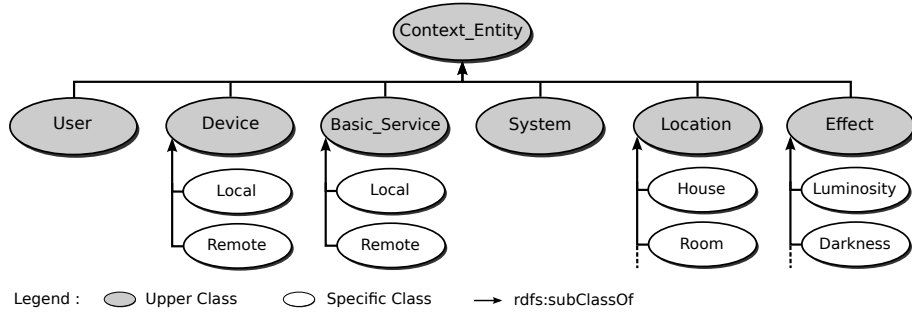 Context_Entity
User Device Basic_Service System Location Effect
Local Local House Luminosity
Remote Remote Room Darkness
Legend : Upper Class Specific Class rdfs:subClassOf